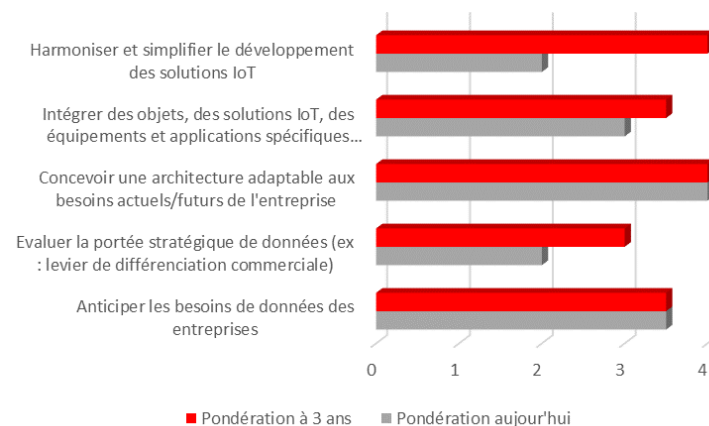 Harmoniser et simplifier le développement
des solutions IoT
Intégrer des objets, des solutions IoT, des
équipements et applications spécifiques...
Concevoir une architecture adaptable aux
besoins actuels/futurs de l'entreprise
Evaluer la portée stratégique de données (ex
: levier de différenciation commerciale)
Anticiper les besoins de données des
entreprises
0 1 2 3 4
Pondération à 3 ans Pondération aujourd'hui